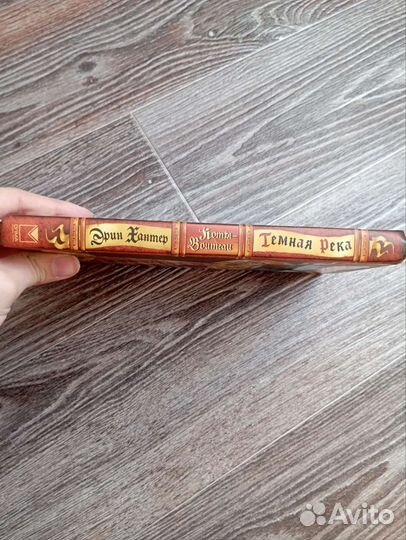 Эрин Хантер
Коты-
Воители
Темная река
Avito